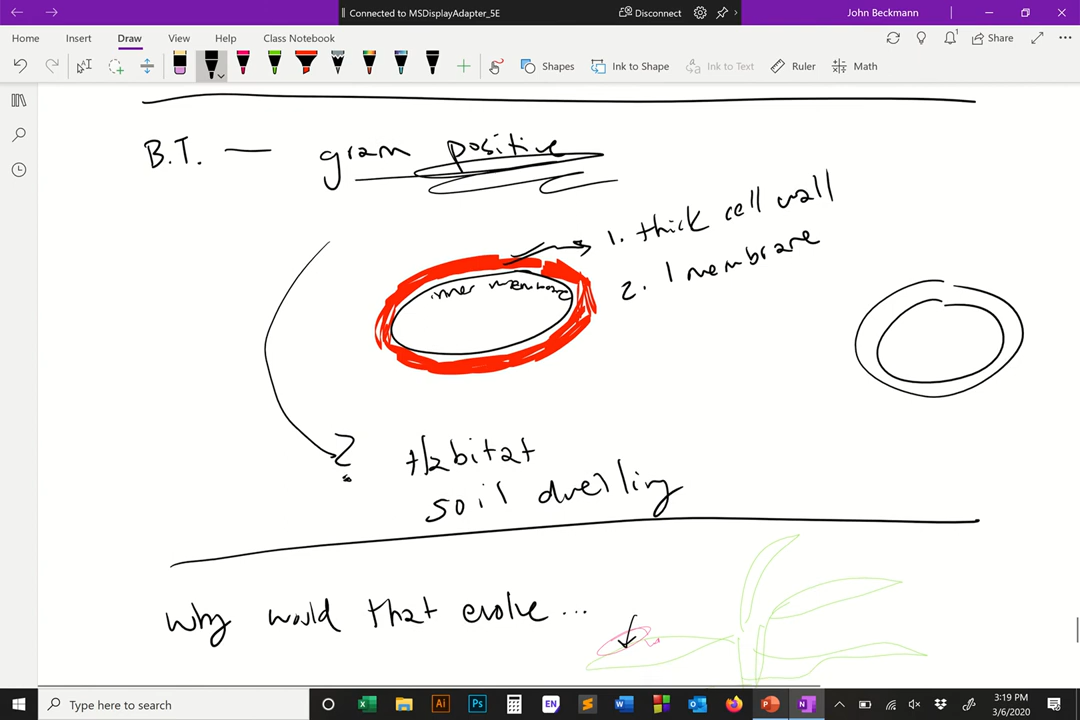 Connected to MSDisplayAdapter_5E
Disconnect
John Beckmann
Home Insert Draw View Help Class Notebook
Share
Shapes Ink to Shape Ink to Text Ruler Math
B.T. — gram positive
1. thick cell wall
2. 1 membrane
inner membrane
?
Habitat
soil dwelling
why would that evolve...
Type here to search
3:19 PM
3/6/2020